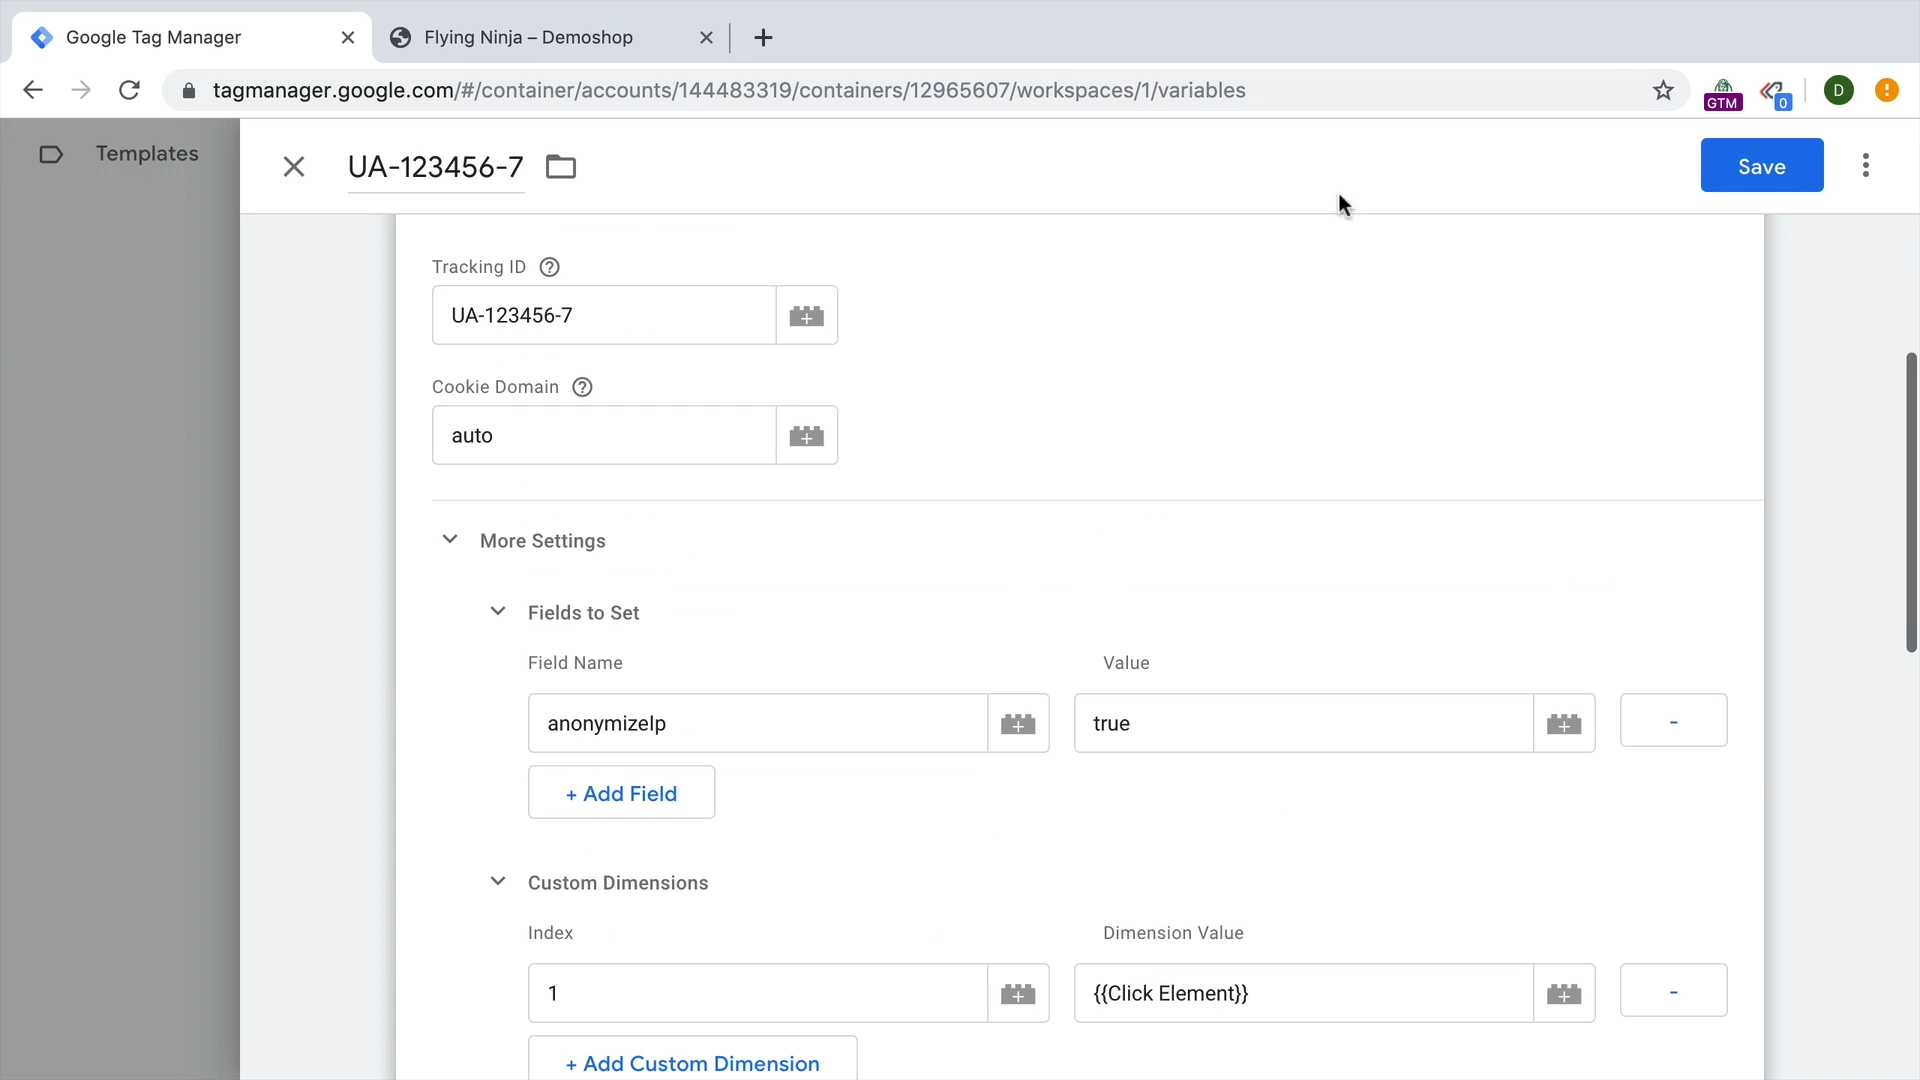 Google Tag Manager
Flying Ninja – Demoshop
tagmanager.google.com/#/container/accounts/144483319/containers/12965607/workspaces/1/variables
GTM
0
D
Templates
UA-123456-7
Save
Tracking ID
UA-123456-7
Cookie Domain
auto
More Settings
Fields to Set
Field Name
Value
anonymizeIp
true
-
+ Add Field
Custom Dimensions
Index
Dimension Value
1
{{Click Element}}
-
+ Add Custom Dimension